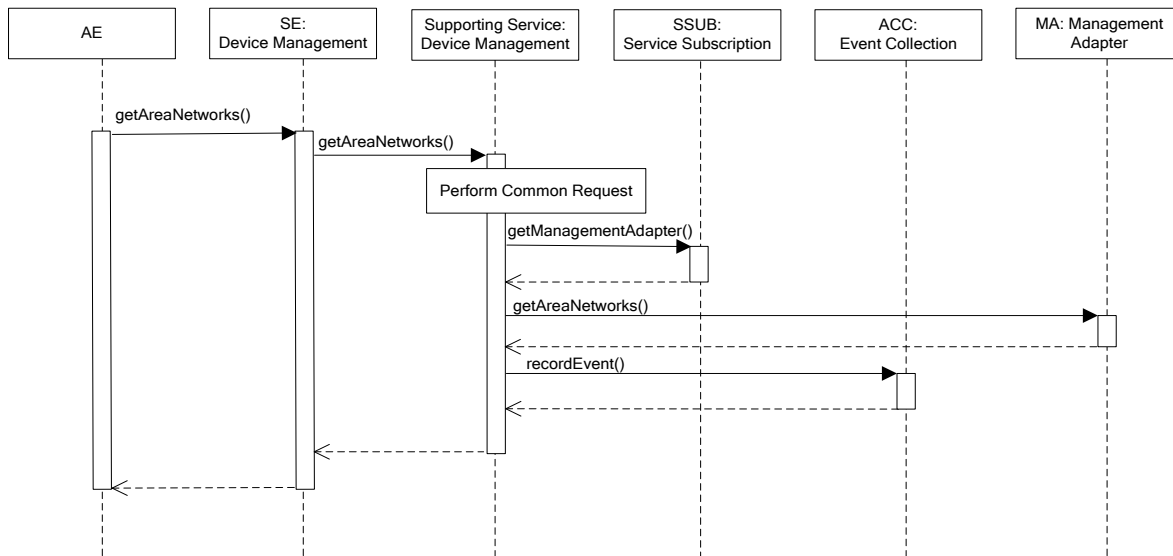 AE
SE:
Device Management
Supporting Service:
Device Management
SSUB:
Service Subscription
ACC:
Event Collection
MA: Management
Adapter
getAreaNetworks()
getAreaNetworks()
Perform Common Request
getManagementAdapter()
getAreaNetworks()
recordEvent()